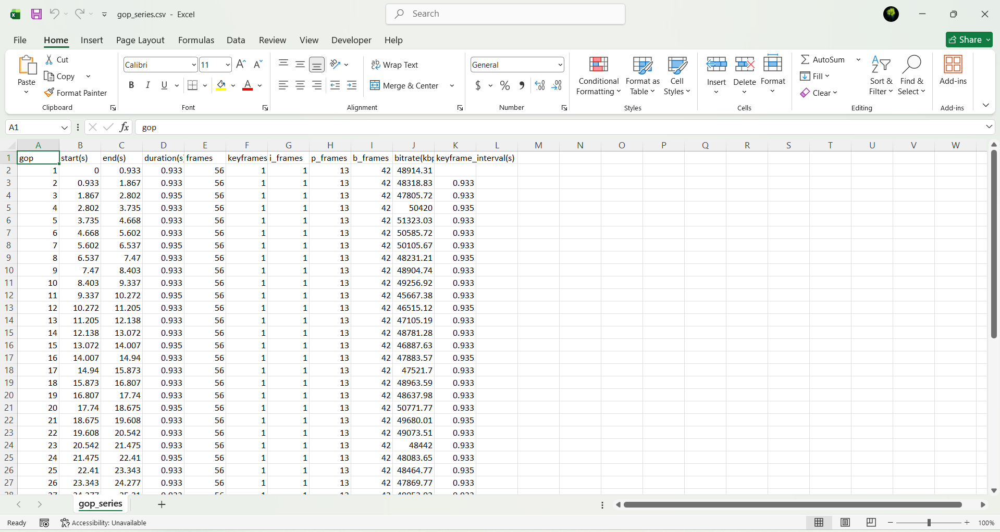 gop_series.csv - Excel
Search
File Home Insert Page Layout Formulas Data Review View Developer Help Share
Paste Cut Copy Format Painter Clipboard
Calibri 11 B I U A Font
Wrap Text Merge & Center Alignment
General $ % Number
Conditional Formatting Format as Table Cell Styles Styles
Insert Delete Format Cells
AutoSum Fill Clear Sort & Filter Find & Select Editing
Add-ins Add-ins
A1 fx gop
A B C D E F G H I J K L M N O P Q R S T U V W
1 gop start(s) end(s) duration(s frames keyframes i_frames p_frames b_frames bitrate(kbp keyframe_interval(s)
2 1 0 0.933 0.933 56 1 1 13 42 48914.31
3 2 0.933 1.867 0.933 56 1 1 13 42 48318.83 0.933
4 3 1.867 2.802 0.935 56 1 1 13 42 47805.72 0.933
5 4 2.802 3.735 0.933 56 1 1 13 42 50420 0.935
6 5 3.735 4.668 0.933 56 1 1 13 42 51323.03 0.933
7 6 4.668 5.602 0.933 56 1 1 13 42 50585.72 0.933
8 7 5.602 6.537 0.935 56 1 1 13 42 50105.67 0.933
9 8 6.537 7.47 0.933 56 1 1 13 42 48231.21 0.935
10 9 7.47 8.403 0.933 56 1 1 13 42 48904.74 0.933
11 10 8.403 9.337 0.933 56 1 1 13 42 49256.92 0.933
12 11 9.337 10.272 0.935 56 1 1 13 42 45667.38 0.933
13 12 10.272 11.205 0.933 56 1 1 13 42 46515.12 0.935
14 13 11.205 12.138 0.933 56 1 1 13 42 47105.19 0.933
15 14 12.138 13.072 0.933 56 1 1 13 42 48781.28 0.933
16 15 13.072 14.007 0.935 56 1 1 13 42 46887.63 0.933
17 16 14.007 14.94 0.933 56 1 1 13 42 47883.57 0.935
18 17 14.94 15.873 0.933 56 1 1 13 42 47521.7 0.933
19 18 15.873 16.807 0.933 56 1 1 13 42 48963.59 0.933
20 19 16.807 17.74 0.933 56 1 1 13 42 48637.98 0.933
21 20 17.74 18.675 0.935 56 1 1 13 42 50771.77 0.933
22 21 18.675 19.608 0.933 56 1 1 13 42 49680.01 0.935
23 22 19.608 20.542 0.933 56 1 1 13 42 49073.51 0.933
24 23 20.542 21.475 0.933 56 1 1 13 42 48442 0.933
25 24 21.475 22.41 0.935 56 1 1 13 42 48083.65 0.933
26 25 22.41 23.343 0.933 56 1 1 13 42 48464.77 0.935
27 26 23.343 24.277 0.933 56 1 1 13 42 47869.77 0.933
gop_series
Ready Accessibility: Unavailable 100%